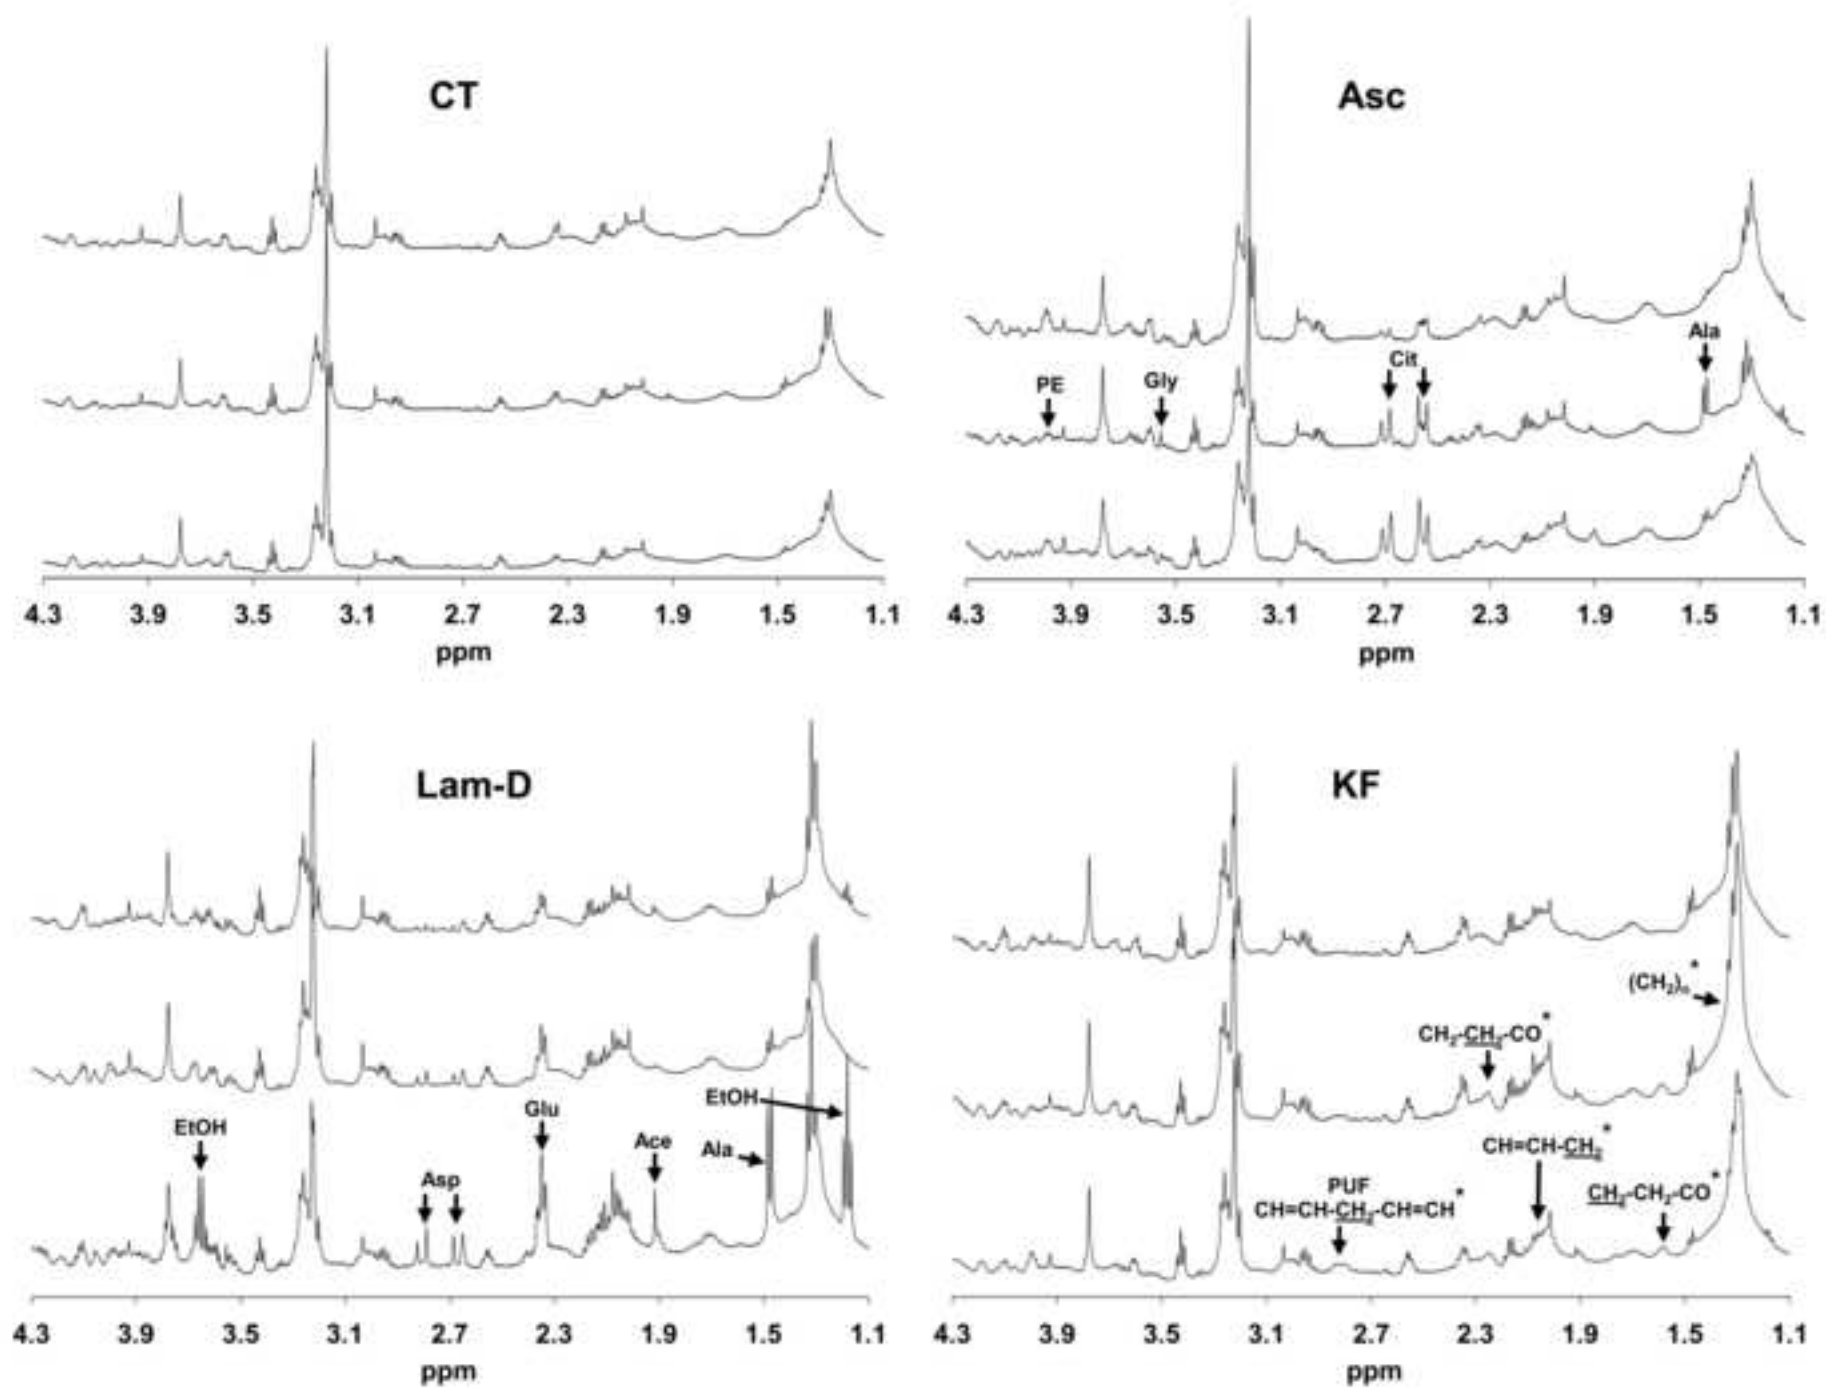 CT
4.3 3.9 3.5 3.1 2.7 2.3 1.9 1.5 1.1
ppm
Asc
Ala
Cit
PE
Gly
4.3 3.9 3.5 3.1 2.7 2.3 1.9 1.5 1.1
ppm
Lam-D
EtOH
Glu
EtOH
Ace
Ala
Asp
4.3 3.9 3.5 3.1 2.7 2.3 1.9 1.5 1.1
ppm
KF
(CH₂)ₙ*
CH₂-CH₂-CO*
CH=CH-CH₂*
PUF
CH=CH-CH₂-CH=CH*
CH₂-CH₂-CO*
4.3 3.9 3.5 3.1 2.7 2.3 1.9 1.5 1.1
ppm